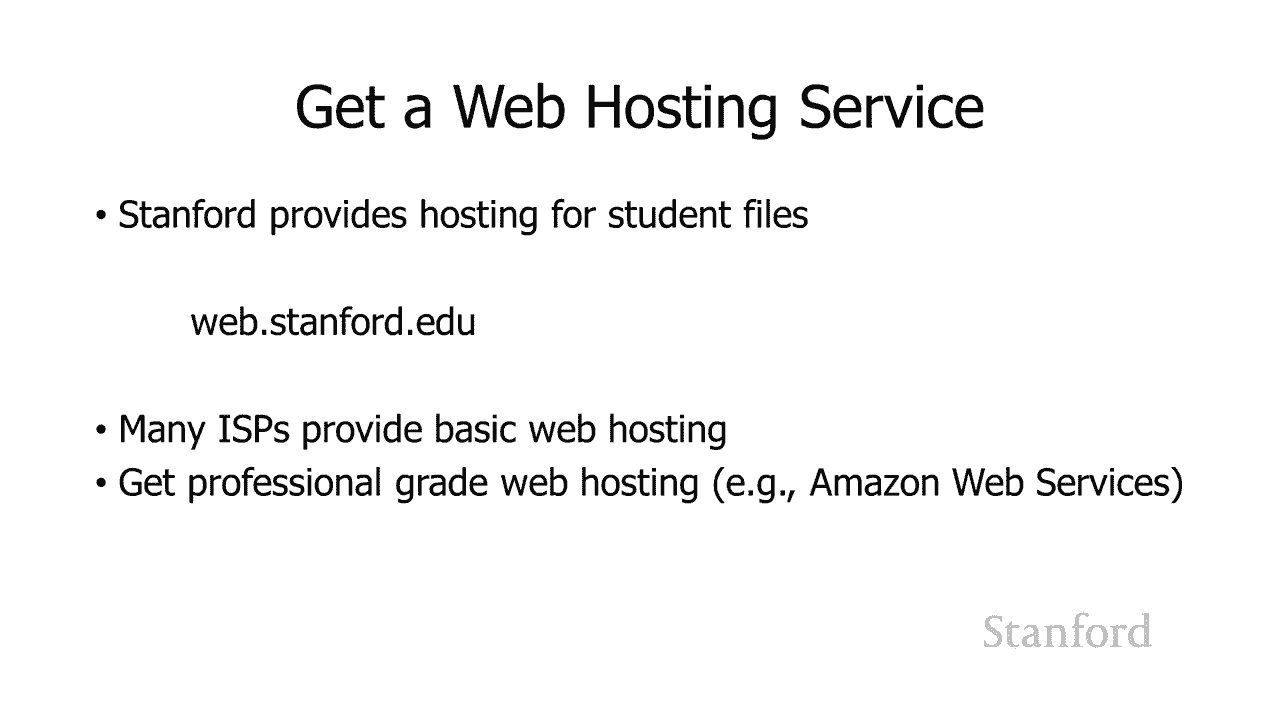 Get a Web Hosting Service
• Stanford provides hosting for student files
web.stanford.edu
• Many ISPs provide basic web hosting
• Get professional grade web hosting (e.g., Amazon Web Services)
Stanford